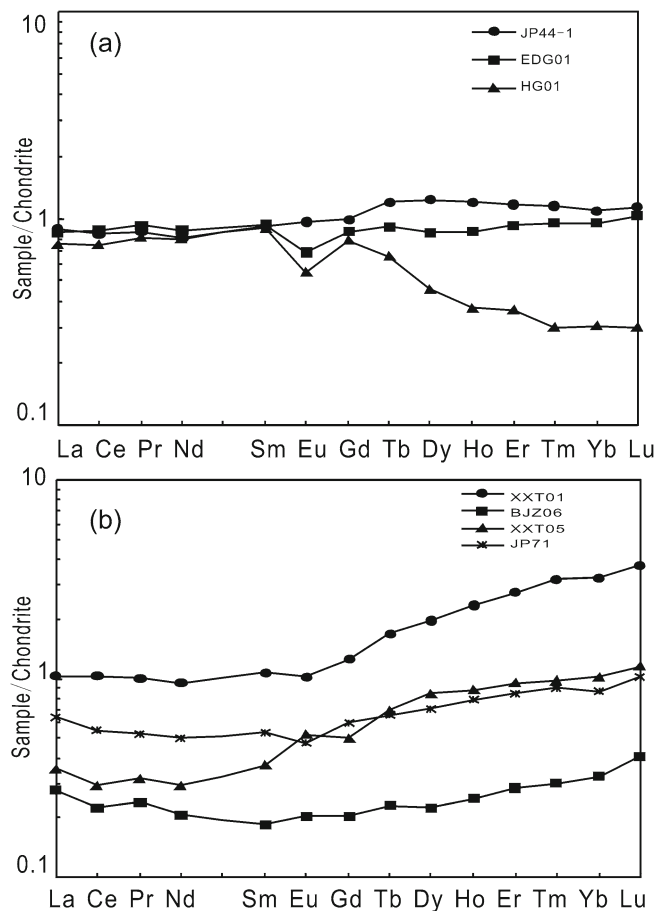 10
(a)
JP44-1
EDG01
HG01
1
Sample/Chondrite
0.1
La Ce Pr Nd Sm Eu Gd Tb Dy Ho Er Tm Yb Lu
10
(b)
XXT01
BJZ06
XXT05
JP71
1
Sample/Chondrite
0.1
La Ce Pr Nd Sm Eu Gd Tb Dy Ho Er Tm Yb Lu